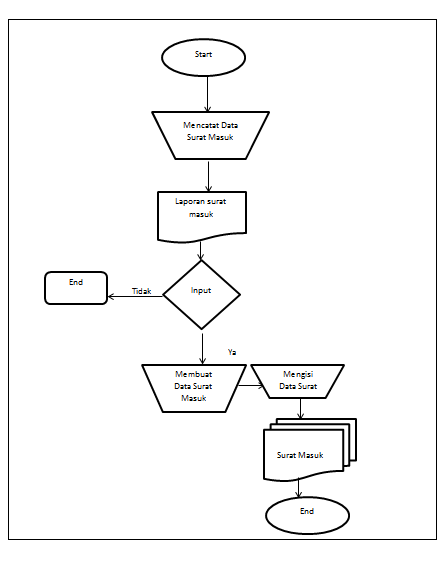 Start
Mencatat Data
Surat Masuk
Laporan surat
masuk
Input
Tidak
End
Ya
Membuat
Data Surat
Masuk
Mengisi
Data Surat
Surat Masuk
End